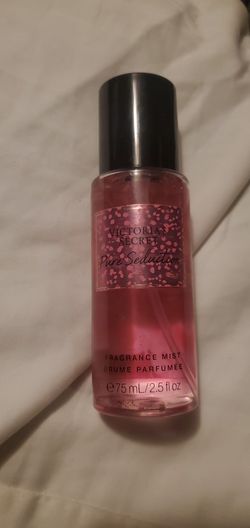 VICTORIA'S
SECRET
Pure Seduction
FRAGRANCE MIST
BRUME PARFUMÉE
℮75 mL/2.5 fl oz